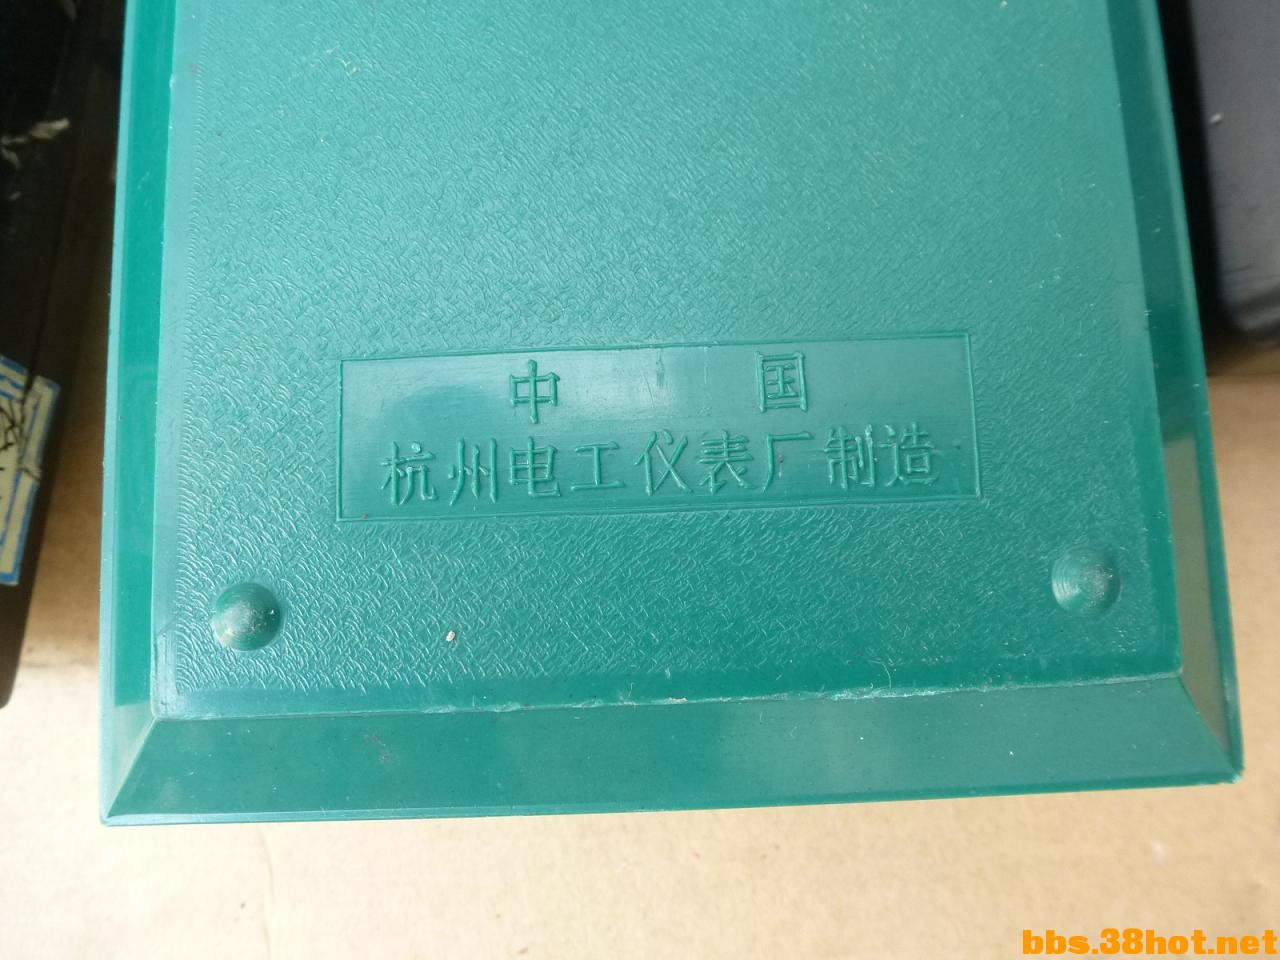 中 国
杭州电工仪表厂制造
bbs.38hot.net